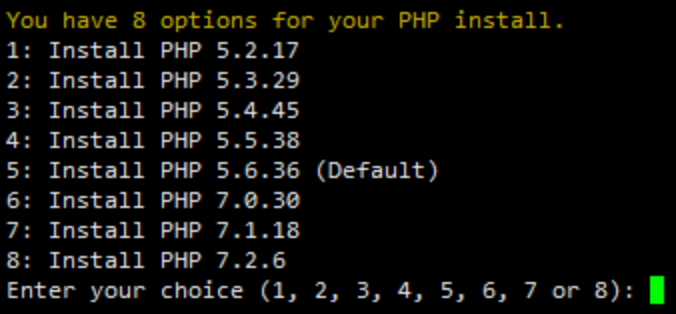 You have 8 options for your PHP install.
1: Install PHP 5.2.17
2: Install PHP 5.3.29
3: Install PHP 5.4.45
4: Install PHP 5.5.38
5: Install PHP 5.6.36 (Default)
6: Install PHP 7.0.30
7: Install PHP 7.1.18
8: Install PHP 7.2.6
Enter your choice (1, 2, 3, 4, 5, 6, 7 or 8):